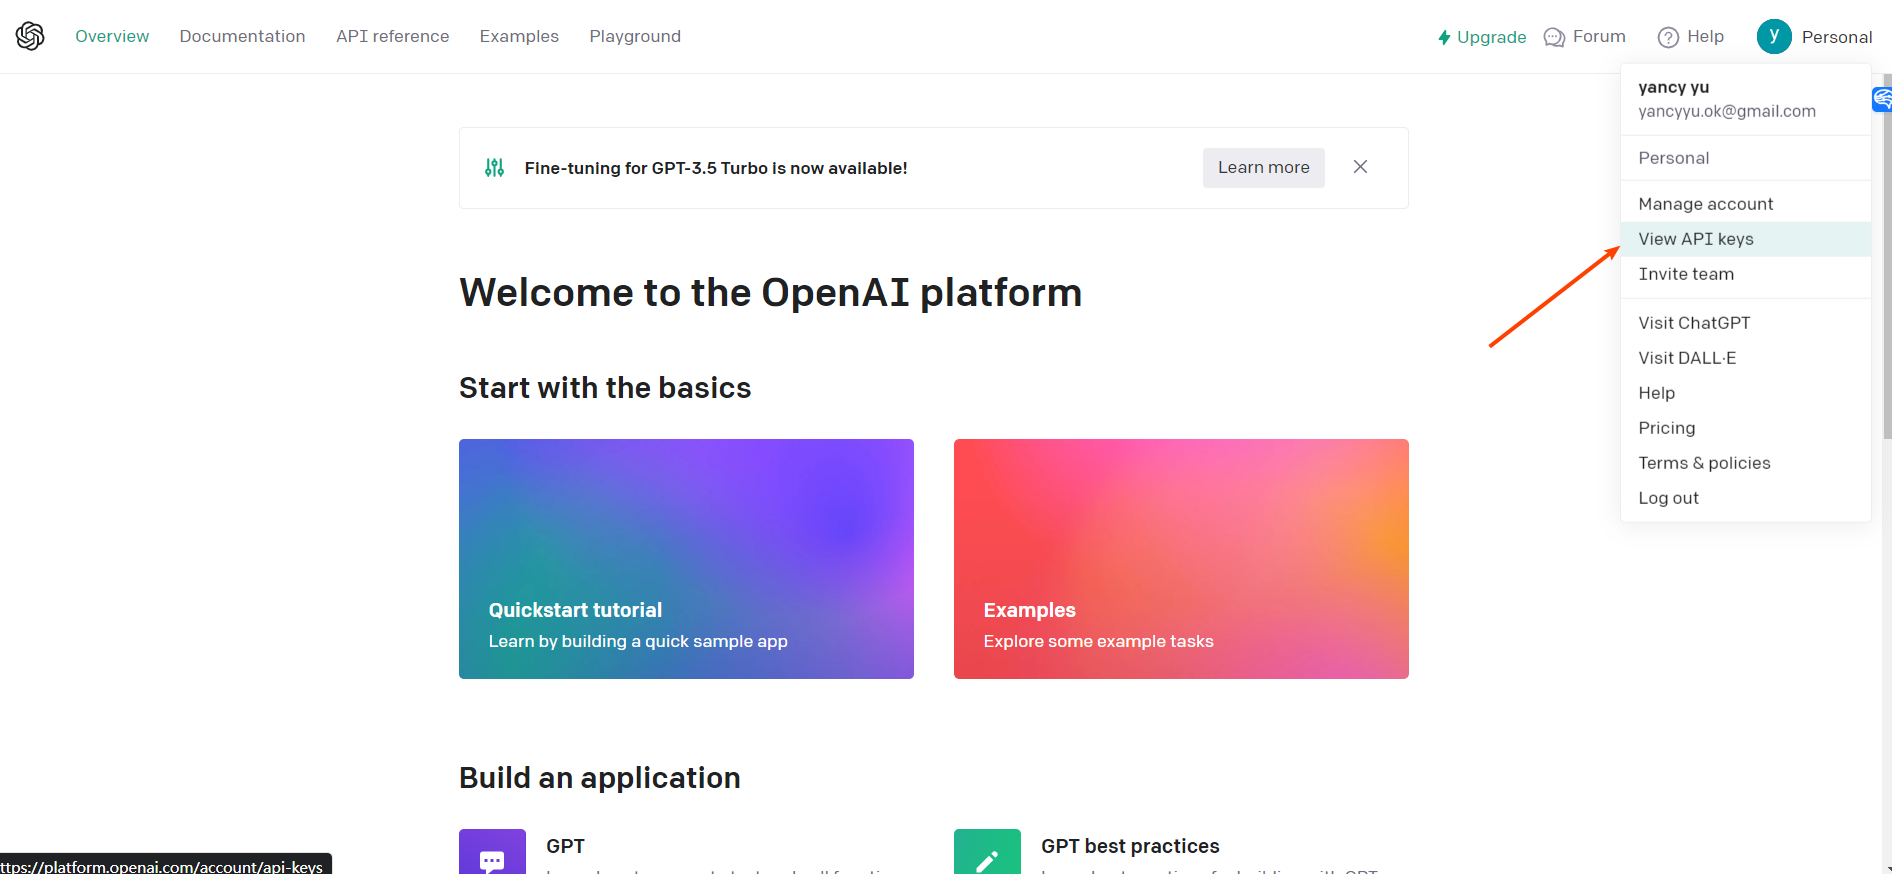 Overview Documentation API reference Examples Playground Upgrade Forum Help y Personal
yancy yu
yancyyu.ok@gmail.com
Personal
Manage account
View API keys
Invite team
Visit ChatGPT
Visit DALL·E
Help
Pricing
Terms & policies
Log out
Fine-tuning for GPT-3.5 Turbo is now available! Learn more
Welcome to the OpenAI platform
Start with the basics
Quickstart tutorial
Learn by building a quick sample app
Examples
Explore some example tasks
Build an application
GPT
GPT best practices
ttps://platform.openai.com/account/api-keys